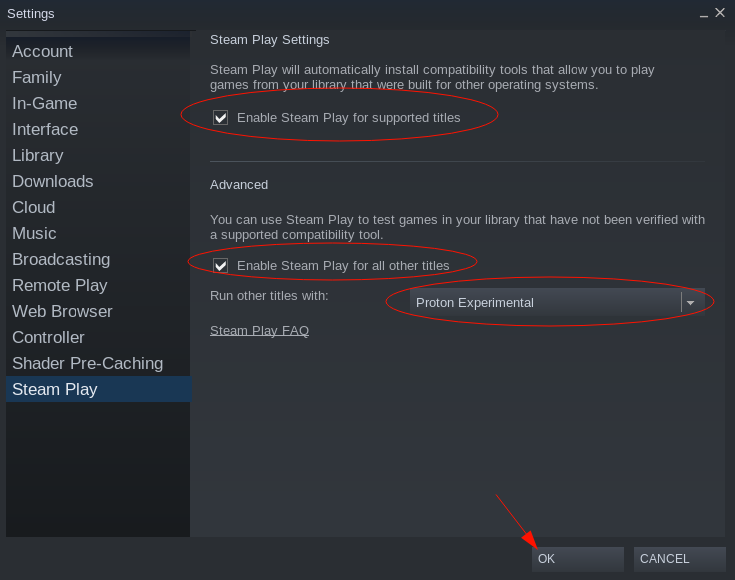 Settings
Account
Family
In-Game
Interface
Library
Downloads
Cloud
Music
Broadcasting
Remote Play
Web Browser
Controller
Shader Pre-Caching
Steam Play
Steam Play Settings
Steam Play will automatically install compatibility tools that allow you to play
games from your library that were built for other operating systems.
Enable Steam Play for supported titles
Advanced
You can use Steam Play to test games in your library that have not been verified with
a supported compatibility tool.
Enable Steam Play for all other titles
Run other titles with:
Proton Experimental
Steam Play FAQ
OK
CANCEL